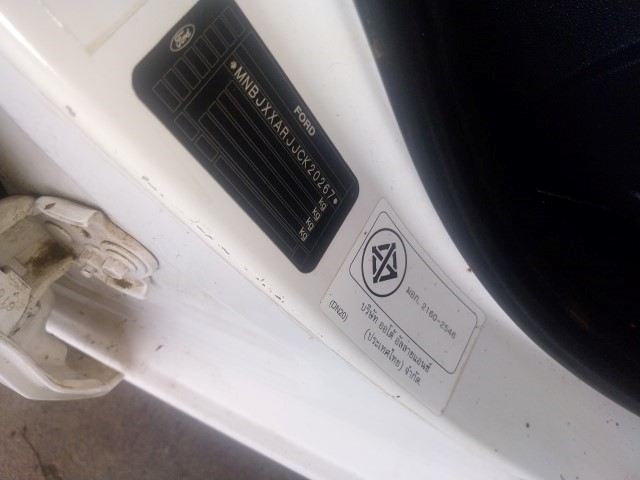 Ford
FORD
*MNBJXXARJJCK20267*
kg
kg
kg
kg
มอก. 2160-2546
บริษัท ออโต้ อัลลายแอนซ์
(ประเทศไทย) จำกัด
(DN20)